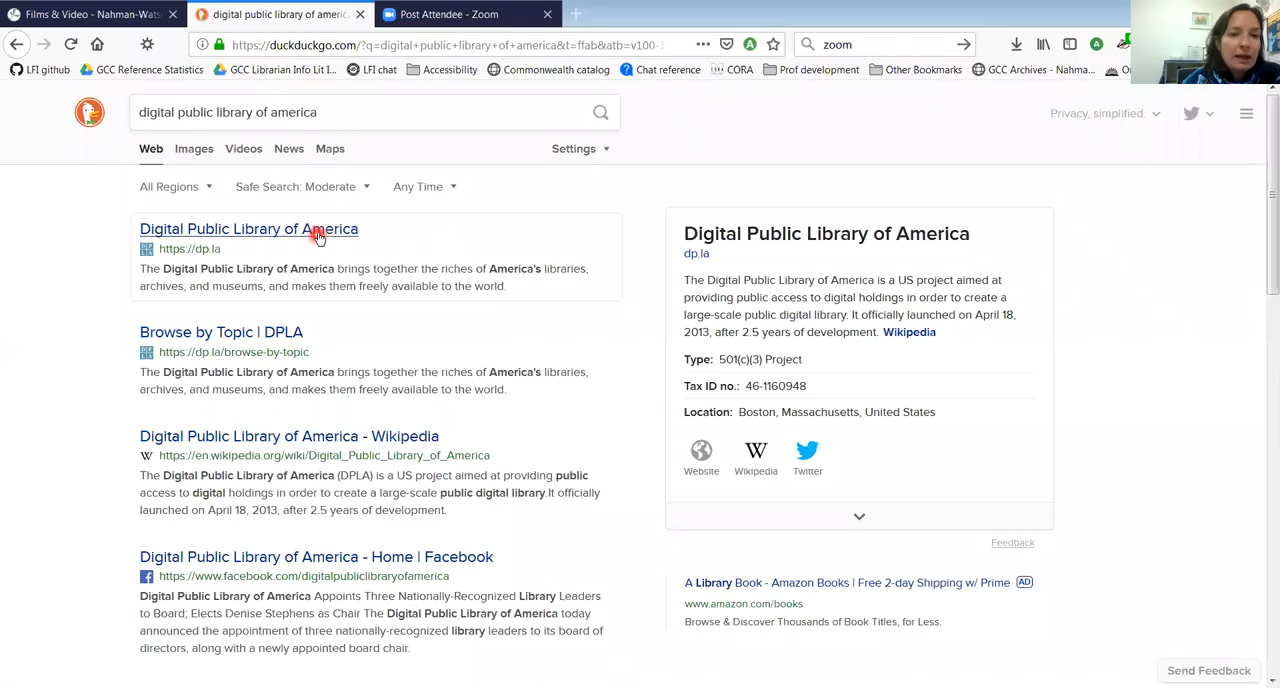 Films & Video - Nahman-Wats
digital public library of americ
Post Attendee - Zoom
https://duckduckgo.com/?q=digital+public+library+of+america&t=ffab&atb=v100-1
zoom
LFI github
GCC Reference Statistics
GCC Librarian Info Lit I...
LFI chat
Accessibility
Commonwealth catalog
Chat reference
CORA
Prof development
Other Bookmarks
GCC Archives - Nahma...
digital public library of america
Privacy, simplified.
Web Images Videos News Maps
Settings
All Regions
Safe Search: Moderate
Any Time
Digital Public Library of America
https://dp.la
The Digital Public Library of America brings together the riches of America's libraries,
archives, and museums, and makes them freely available to the world.
Browse by Topic | DPLA
https://dp.la/browse-by-topic
The Digital Public Library of America brings together the riches of America's libraries,
archives, and museums, and makes them freely available to the world.
Digital Public Library of America - Wikipedia
W https://en.wikipedia.org/wiki/Digital_Public_Library_of_America
The Digital Public Library of America (DPLA) is a US project aimed at providing public
access to digital holdings in order to create a large-scale public digital library.It officially
launched on April 18, 2013, after 2.5 years of development.
Digital Public Library of America - Home | Facebook
https://www.facebook.com/digitalpubliclibraryofamerica
Digital Public Library of America Appoints Three Nationally-Recognized Library Leaders
to Board; Elects Denise Stephens as Chair The Digital Public Library of America today
announced the appointment of three nationally-recognized library leaders to its board of
directors, along with a newly appointed board chair.
Digital Public Library of America
dp.la
The Digital Public Library of America is a US project aimed at
providing public access to digital holdings in order to create a
large-scale public digital library. It officially launched on April 18,
2013, after 2.5 years of development. Wikipedia
Type: 501(c)(3) Project
Tax ID no.: 46-1160948
Location: Boston, Massachusetts, United States
W
Website
Wikipedia
Twitter
Feedback
A Library Book - Amazon Books | Free 2-day Shipping w/ Prime AD
www.amazon.com/books
Browse & Discover Thousands of Book Titles, for Less.
Send Feedback